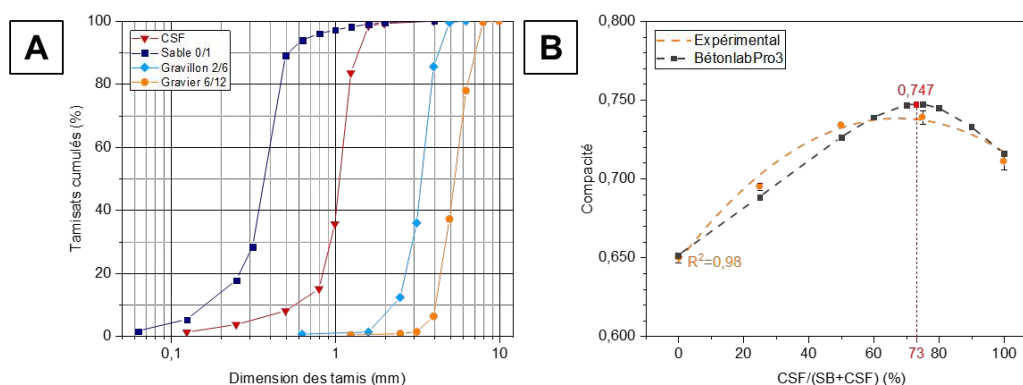 A
CSF
Sable 0/1
Gravillon 2/6
Gravier 6/12
Tamisats cumulés (%)
100
80
60
40
20
0
0,1
1
10
Dimension des tamis (mm)
B
Expérimental
BétonlabPro3
0,747
R²=0,98
Compacité
0,800
0,750
0,700
0,650
0,600
0
20
40
60
73
80
100
CSF/(SB+CSF) (%)